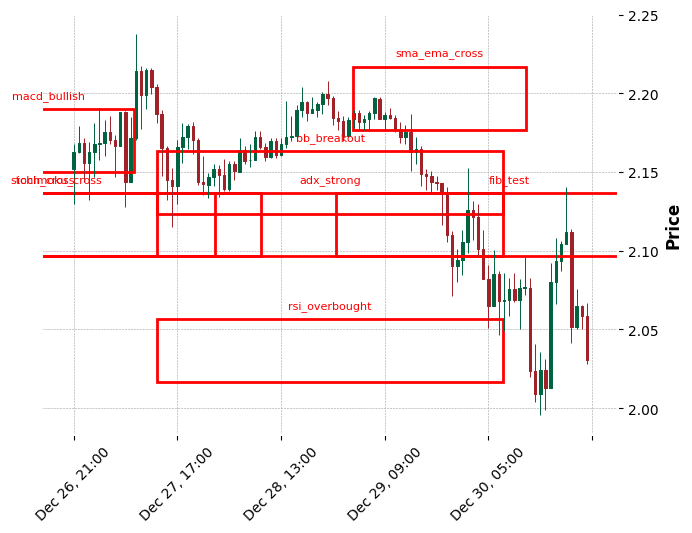 2.25
sma_ema_cross
macd_bullish
2.20
bb_breakout
2.15
adx_strong
fib_test
2.10
Price
rsi_overbought
2.05
2.00
Dec 26, 21:00
Dec 27, 17:00
Dec 28, 13:00
Dec 29, 09:00
Dec 30, 05:00